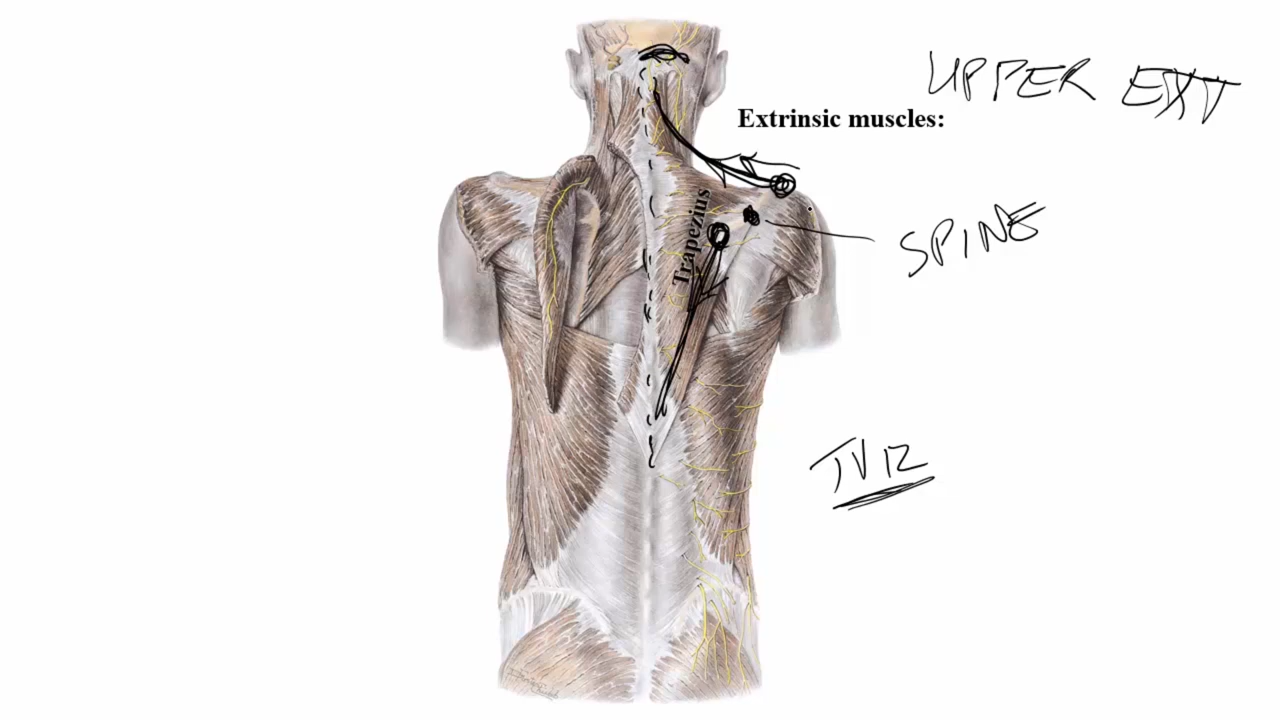 UPPER EXT
Extrinsic muscles:
Trapezius
SPINE
TV12